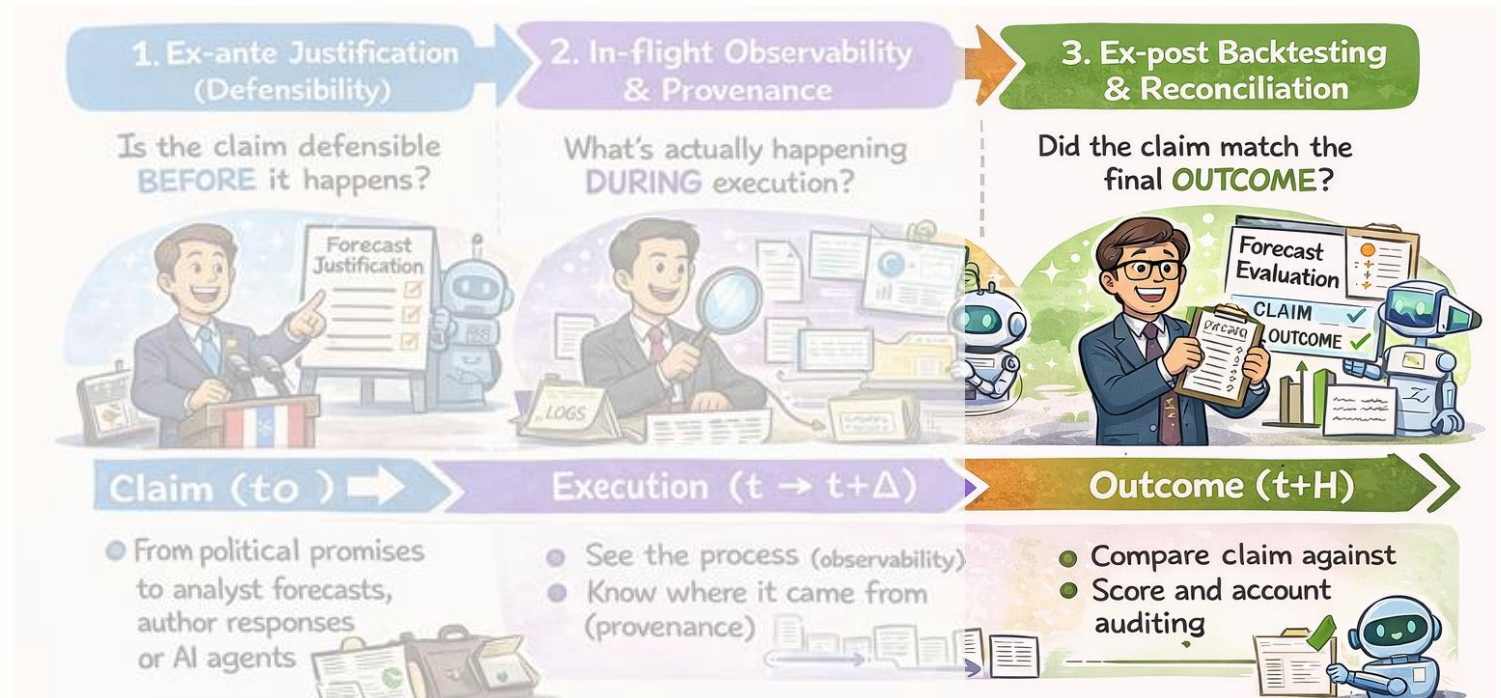 1. Ex-ante Justification
(Defensibility)
2. In-flight Observability
& Provenance
3. Ex-post Backtesting
& Reconciliation
Is the claim defensible
BEFORE it happens?
What's actually happening
DURING execution?
Did the claim match the
final OUTCOME?
Forecast
Justification
LOGS
Forecast
Evaluation
CLAIM
OUTCOME
Claim (to )
Execution (t → t+Δ)
Outcome (t+H)
From political promises
to analyst forecasts,
author responses
or AI agents
See the process (observability)
Know where it came from
(provenance)
Compare claim against
Score and account
auditing